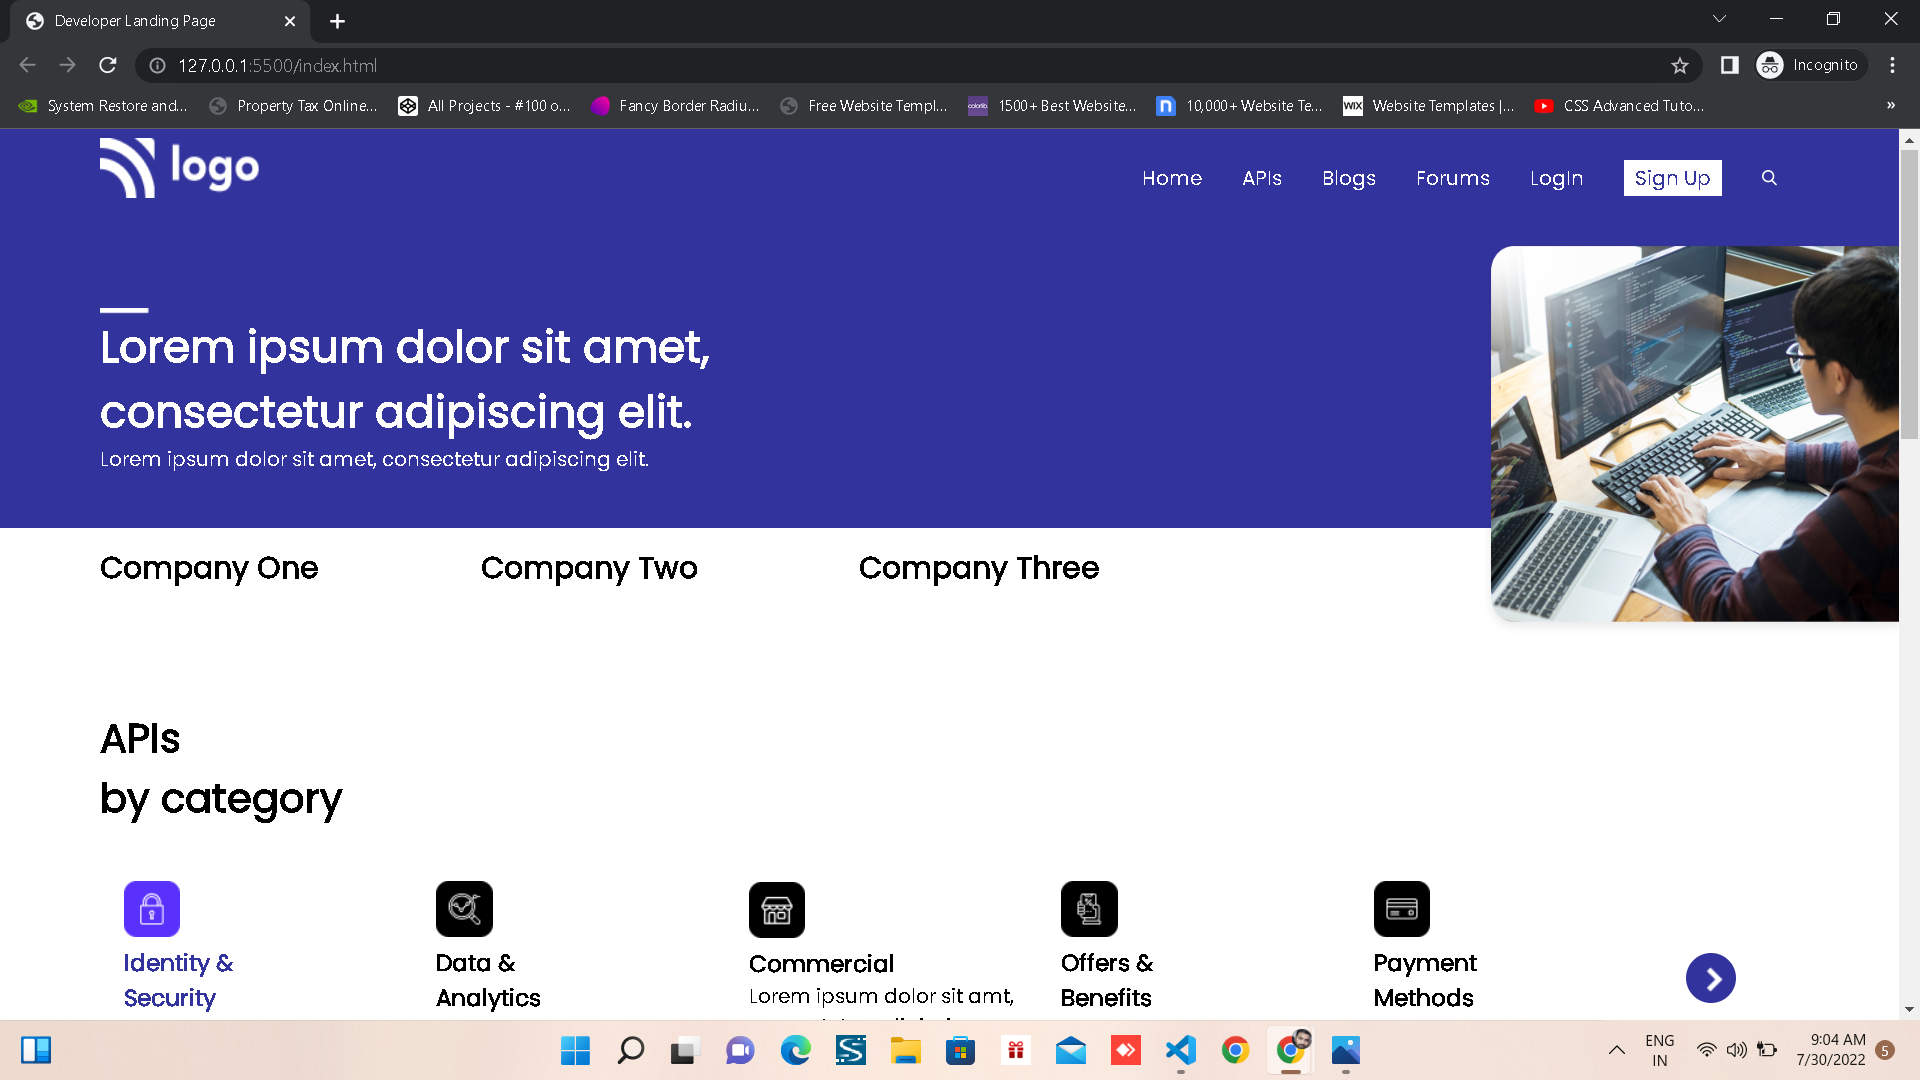 Developer Landing Page
127.0.0.1:5500/index.html
Incognito
System Restore and...
Property Tax Online...
All Projects - #100 o...
Fancy Border Radiu...
Free Website Templ...
colorlib
1500+ Best Website...
n
10,000+ Website Te...
WIX
Website Templates |...
CSS Advanced Tuto...
»
logo
Home
APIs
Blogs
Forums
LogIn
Sign Up
Lorem ipsum dolor sit amet,
consectetur adipiscing elit.
Lorem ipsum dolor sit amet, consectetur adipiscing elit.
Company One
Company Two
Company Three
APIs
by category
Identity &
Security
Data &
Analytics
Commercial
Lorem ipsum dolor sit amt,
Offers &
Benefits
Payment
Methods
ENG
IN
9:04 AM
7/30/2022
5